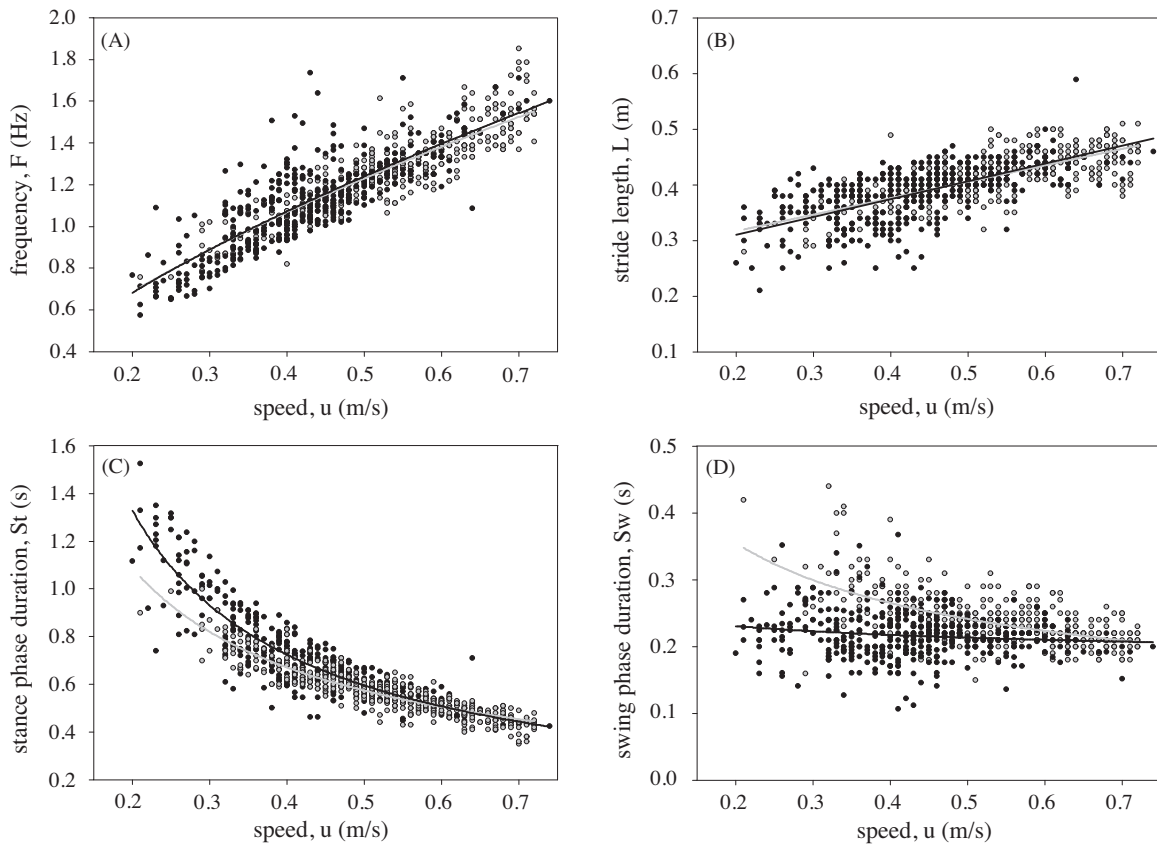 (A)
2.0
1.8
1.6
1.4
1.2
1.0
0.8
0.6
0.4
frequency, F (Hz)
0.2 0.3 0.4 0.5 0.6 0.7
speed, u (m/s)
(B)
0.7
0.6
0.5
0.4
0.3
0.2
0.1
stride length, L (m)
0.2 0.3 0.4 0.5 0.6 0.7
speed, u (m/s)
(C)
1.6
1.4
1.2
1.0
0.8
0.6
0.4
0.2
stance phase duration, St (s)
0.2 0.3 0.4 0.5 0.6 0.7
speed, u (m/s)
(D)
0.5
0.4
0.3
0.2
0.1
0.0
swing phase duration, Sw (s)
0.2 0.3 0.4 0.5 0.6 0.7
speed, u (m/s)